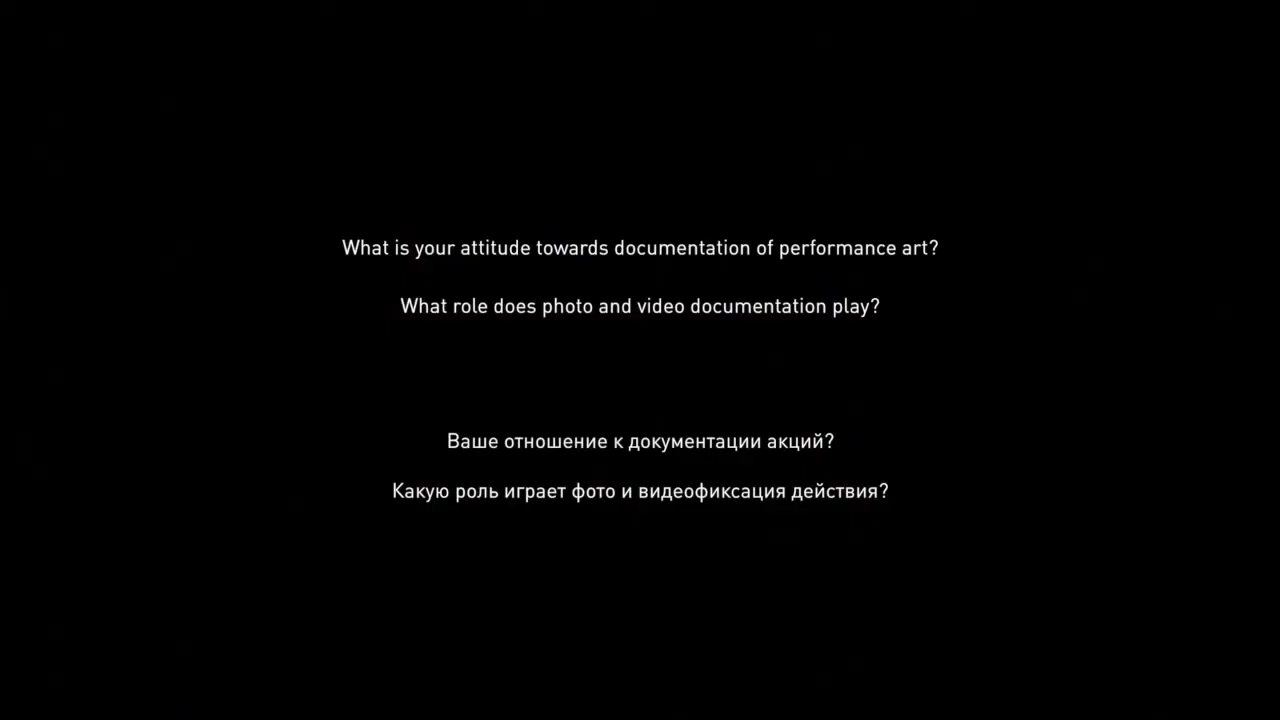 What is your attitude towards documentation of performance art?
What role does photo and video documentation play?
Ваше отношение к документации акций?
Какую роль играет фото и видеофиксация действия?